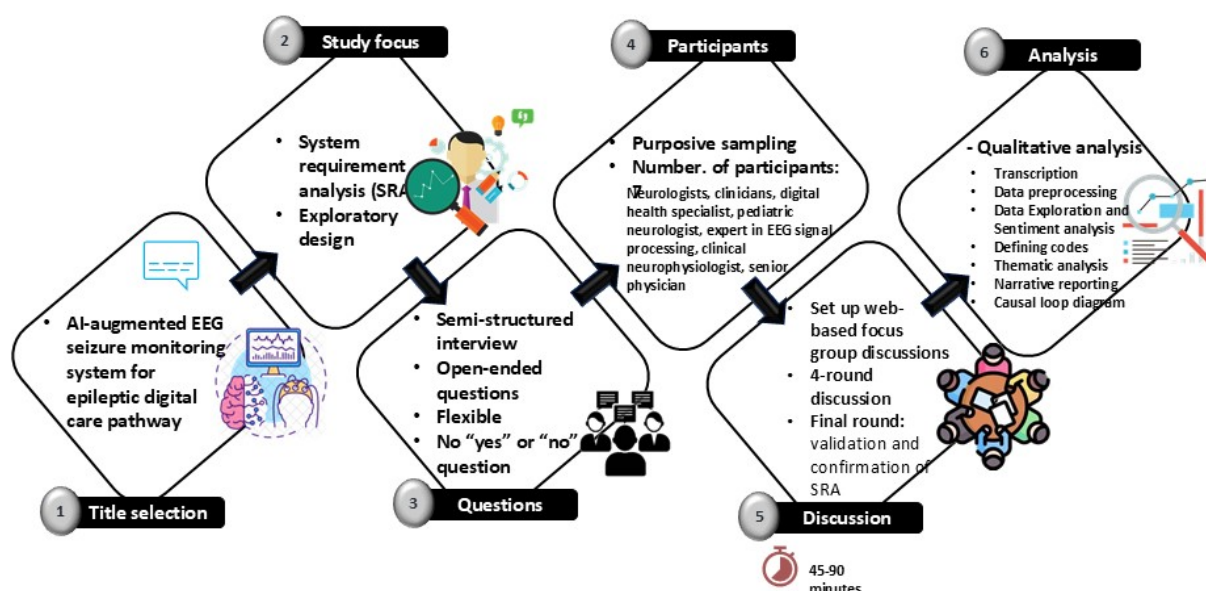 1
Title selection
• AI-augmented EEG
seizure monitoring
system for
epileptic digital
care pathway
2
Study focus
• System
requirement
analysis (SRA
• Exploratory
design
3
Questions
• Semi-structured
interview
• Open-ended
questions
• Flexible
• No “yes” or “no”
question
4
Participants
• Purposive sampling
• Number. of participants:
7
Neurologists, clinicians, digital
health specialist, pediatric
neurologist, expert in EEG signal
processing, clinical
neurophysiologist, senior
physician
5
Discussion
• Set up web-based focus
group discussions
• 4-round
discussion
• Final round:
validation and
confirmation of
SRA
45-90
minutes
6
Analysis
- Qualitative analysis
• Transcription
• Data preprocessing
• Data Exploration and
Sentiment analysis
• Defining codes
• Thematic analysis
• Narrative reporting
• Causal loop diagram